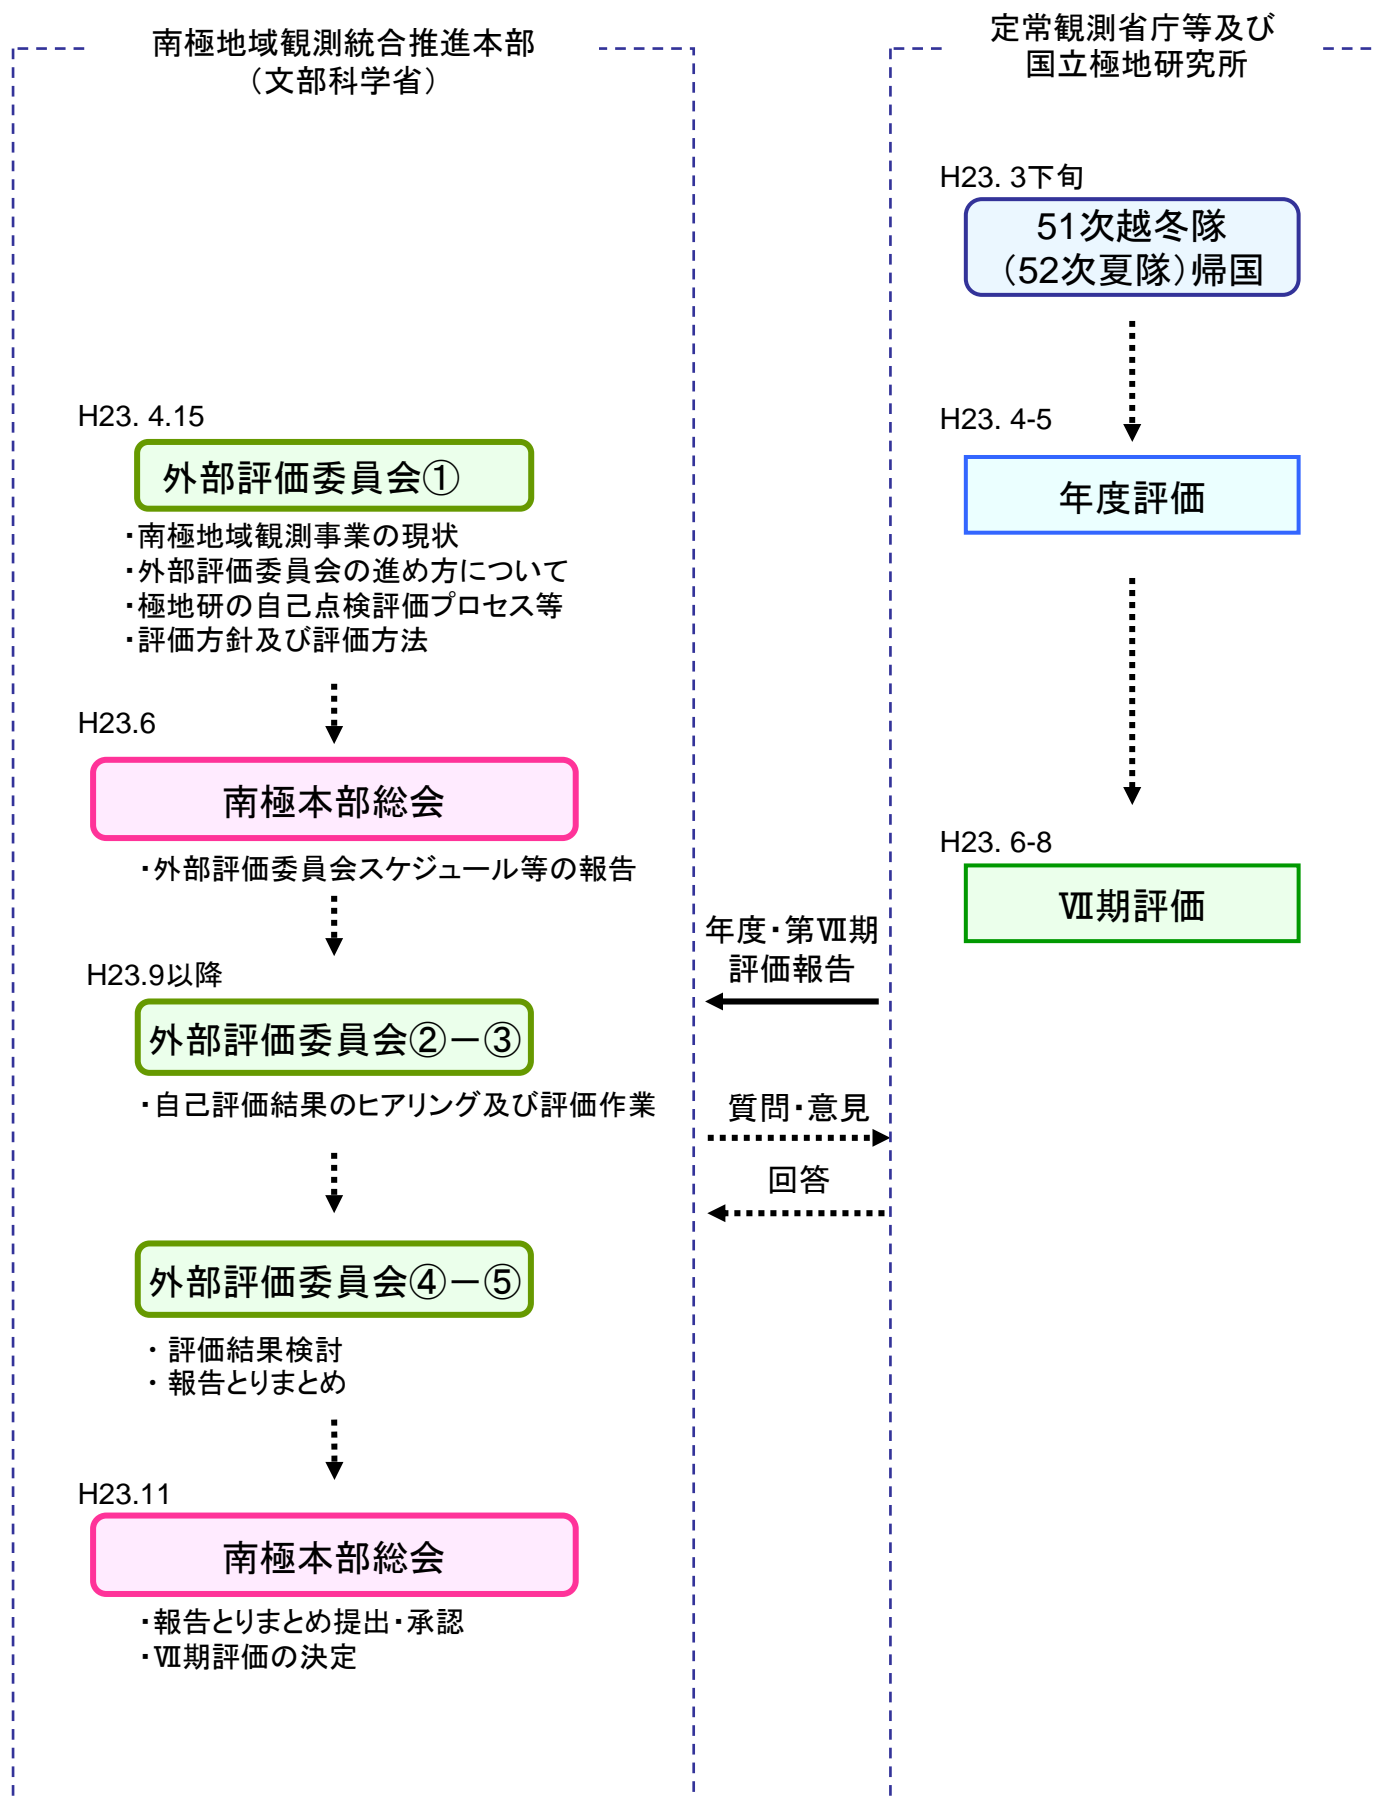 南極地域観測統合推進本部
（文部科学省）
H23. 4.15
外部評価委員会①
・南極地域観測事業の現状
・外部評価委員会の進め方について
・極地研の自己点検評価プロセス等
・評価方針及び評価方法
H23.6
南極本部総会
・外部評価委員会スケジュール等の報告
H23.9以降
外部評価委員会②－③
・自己評価結果のヒアリング及び評価作業
外部評価委員会④－⑤
・ 評価結果検討
・ 報告とりまとめ
H23.11
南極本部総会
・報告とりまとめ提出・承認
・Ⅶ期評価の決定
年度・第Ⅶ期
評価報告
質問・意見
回答
定常観測省庁等及び
国立極地研究所
H23. 3下旬
51次越冬隊
（52次夏隊）帰国
H23. 4-5
年度評価
H23. 6-8
Ⅶ期評価